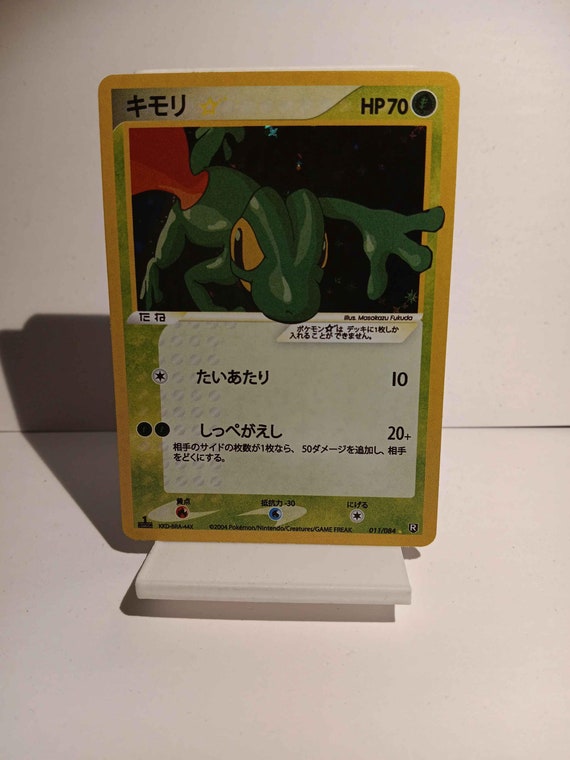 キモリ ☆ HP70
たね
illus. Masakazu Fukuda
ポケモン☆は デッキに1枚しか
入れることが できません。
たいあたり 10
しっぺがえし 20+
相手のサイドの枚数が1枚なら、50ダメージを追加し、相手
をどくにする。
弱点 抵抗力 -30 にげる
1 KKD-BRA-44X ©2004 Pokémon/Nintendo/Creatures/GAME FREAK 011/084 R